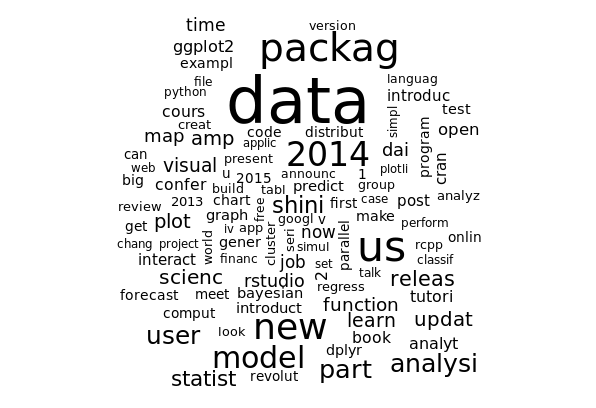 time version
ggplot2 packag
exampl
file data languag
python introduc
cours simpl test
creat code distribut program open
map amp applic 2014 dai cran
can visual present plotli
web u announc 1
big confer 2015 predict group
build tabl
review 2013 chart free shini first case post analyz
graph googl v make
get plot iv app now perform
chang project world gener cluster seri simul parallel us rcpp onlin
interact financ job set talk classif
scienc rstudio 2 regress releas
forecast meet bayesian tutori
comput introduct function
user look new learn updat
book
model dplyr analyt
statist revolut part analysi